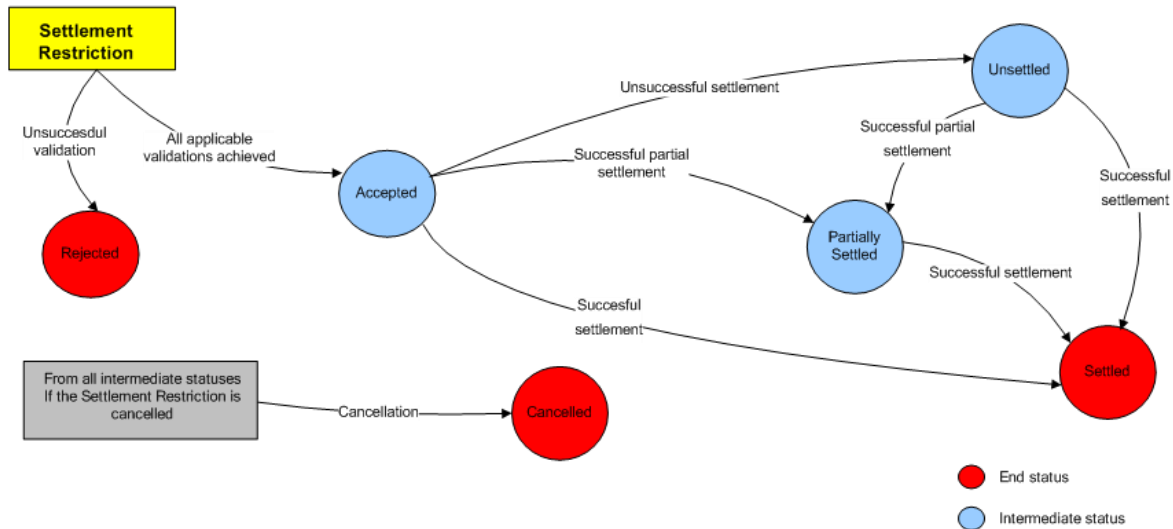 Settlement
Restriction
Unsuccesdul
validation
All applicable
validations achieved
Rejected
Accepted
Unsuccessful settlement
Successful partial
settlement
Unsettled
Successful partial
settlement
Successful
settlement
Partially
Settled
Successful settlement
Succesful
settlement
Settled
From all intermediate statuses
If the Settlement Restriction is
cancelled
Cancellation
Cancelled
End status
Intermediate status